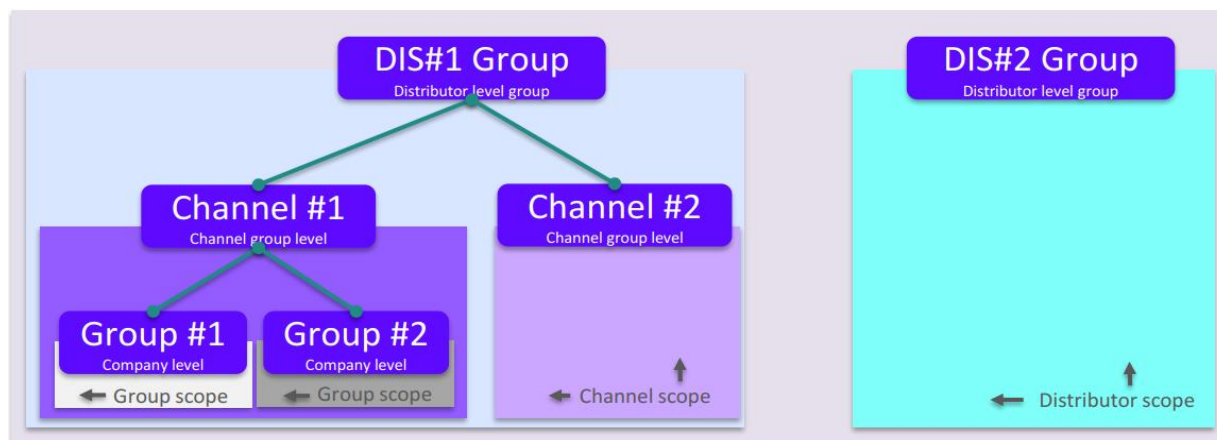 DIS#1 Group
Distributor level group
DIS#2 Group
Distributor level group
Channel #1
Channel group level
Channel #2
Channel group level
Group #1
Company level
Group #2
Company level
Group scope
Group scope
Channel scope
Distributor scope